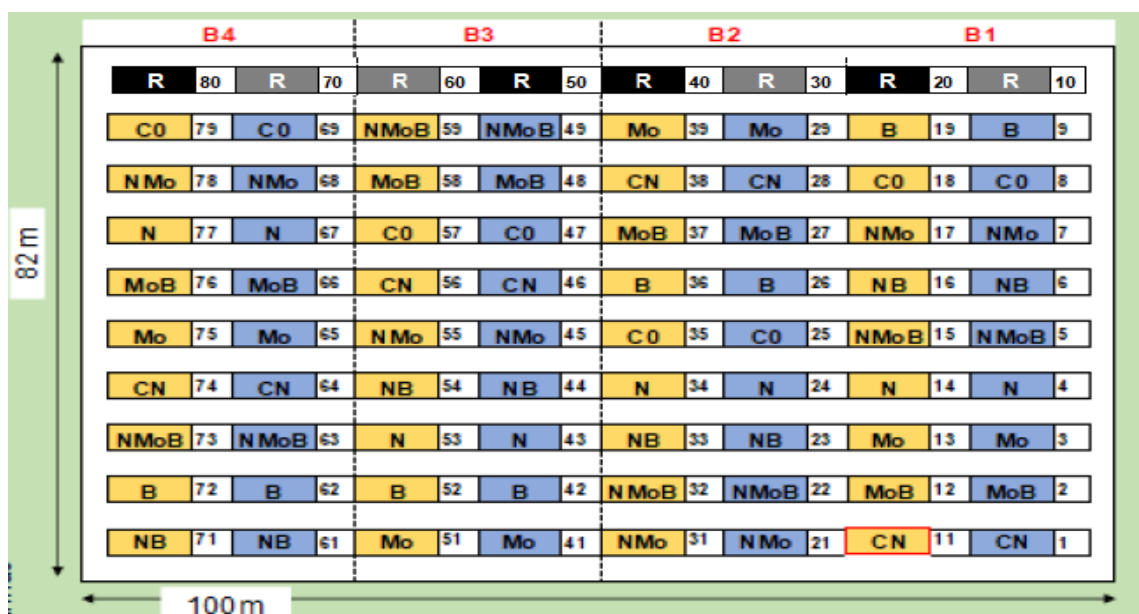 B4 B3 B2 B1
R 80 R 70 R 60 R 50 R 40 R 30 R 20 R 10
C0 79 C0 69 NMoB 59 NMoB 49 Mo 39 Mo 29 B 19 B 9
NMo 78 NMo 68 MoB 58 MoB 48 CN 38 CN 28 C0 18 C0 8
N 77 N 67 C0 57 C0 47 MoB 37 MoB 27 NMo 17 NMo 7
82 m
MoB 76 MoB 66 CN 56 CN 46 B 36 B 26 NB 16 NB 6
Mo 75 Mo 65 NMo 55 NMo 45 C0 35 C0 25 NMoB 15 NMoB 5
CN 74 CN 64 NB 54 NB 44 N 34 N 24 N 14 N 4
NMoB 73 NMoB 63 N 53 N 43 NB 33 NB 23 Mo 13 Mo 3
B 72 B 62 B 52 B 42 NMoB 32 NMoB 22 MoB 12 MoB 2
NB 71 NB 61 Mo 51 Mo 41 NMo 31 NMo 21 CN 11 CN 1
100 m